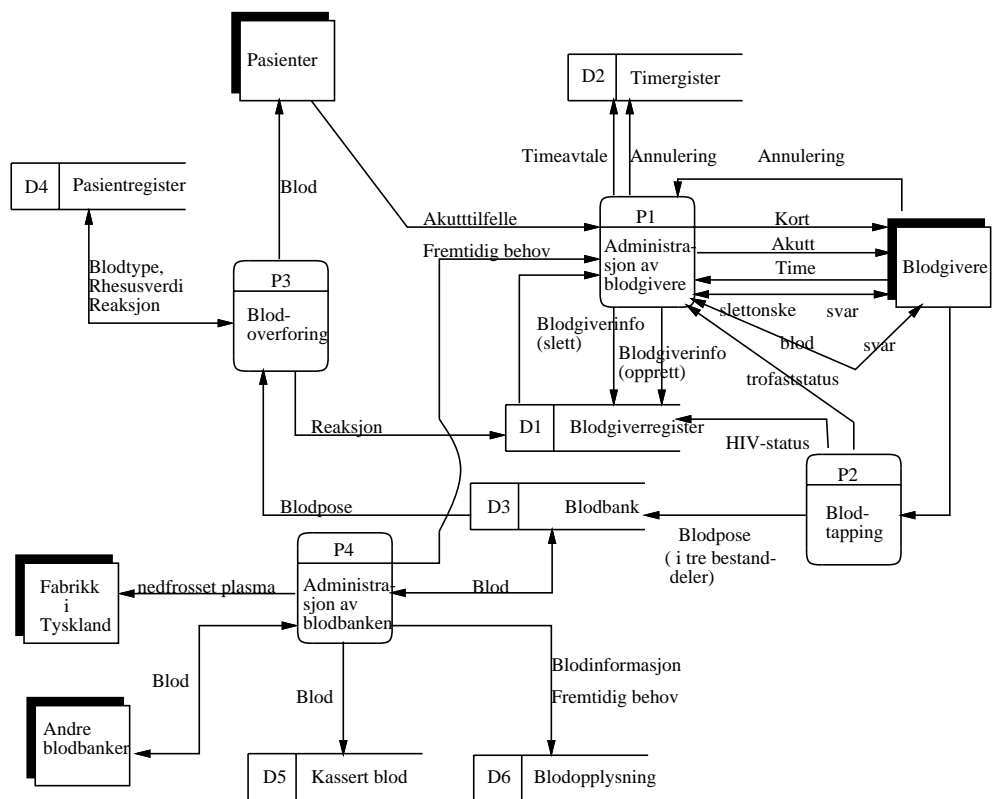 Pasienter
D2 Timergister
Timeavtale Annulering
Annulering
D4 Pasientregister
Blod
P1
Administra-
sjon av
blodgivere
Akutttilfelle
Fremtidig behov
Kort
Akutt
Time
Blodgivere
slettonske svar
blod svar
trofaststatus
Blodtype,
Rhesusverdi
Reaksjon
P3
Blod-
overforing
Blodgiverinfo
(slett)
Blodgiverinfo
(opprett)
Reaksjon
D1 Blodgiverregister
HIV-status
P2
Blod-
tapping
Blodpose
D3 Blodbank
Blodpose
( i tre bestand-
deler)
P4
Administra-
sjon av
blodbanken
Blod
Fabrikk
i
Tyskland
nedfrosset plasma
Blod
Blod
Blodinformasjon
Fremtidig behov
Andre
blodbanker
D5 Kassert blod
D6 Blodopplysning